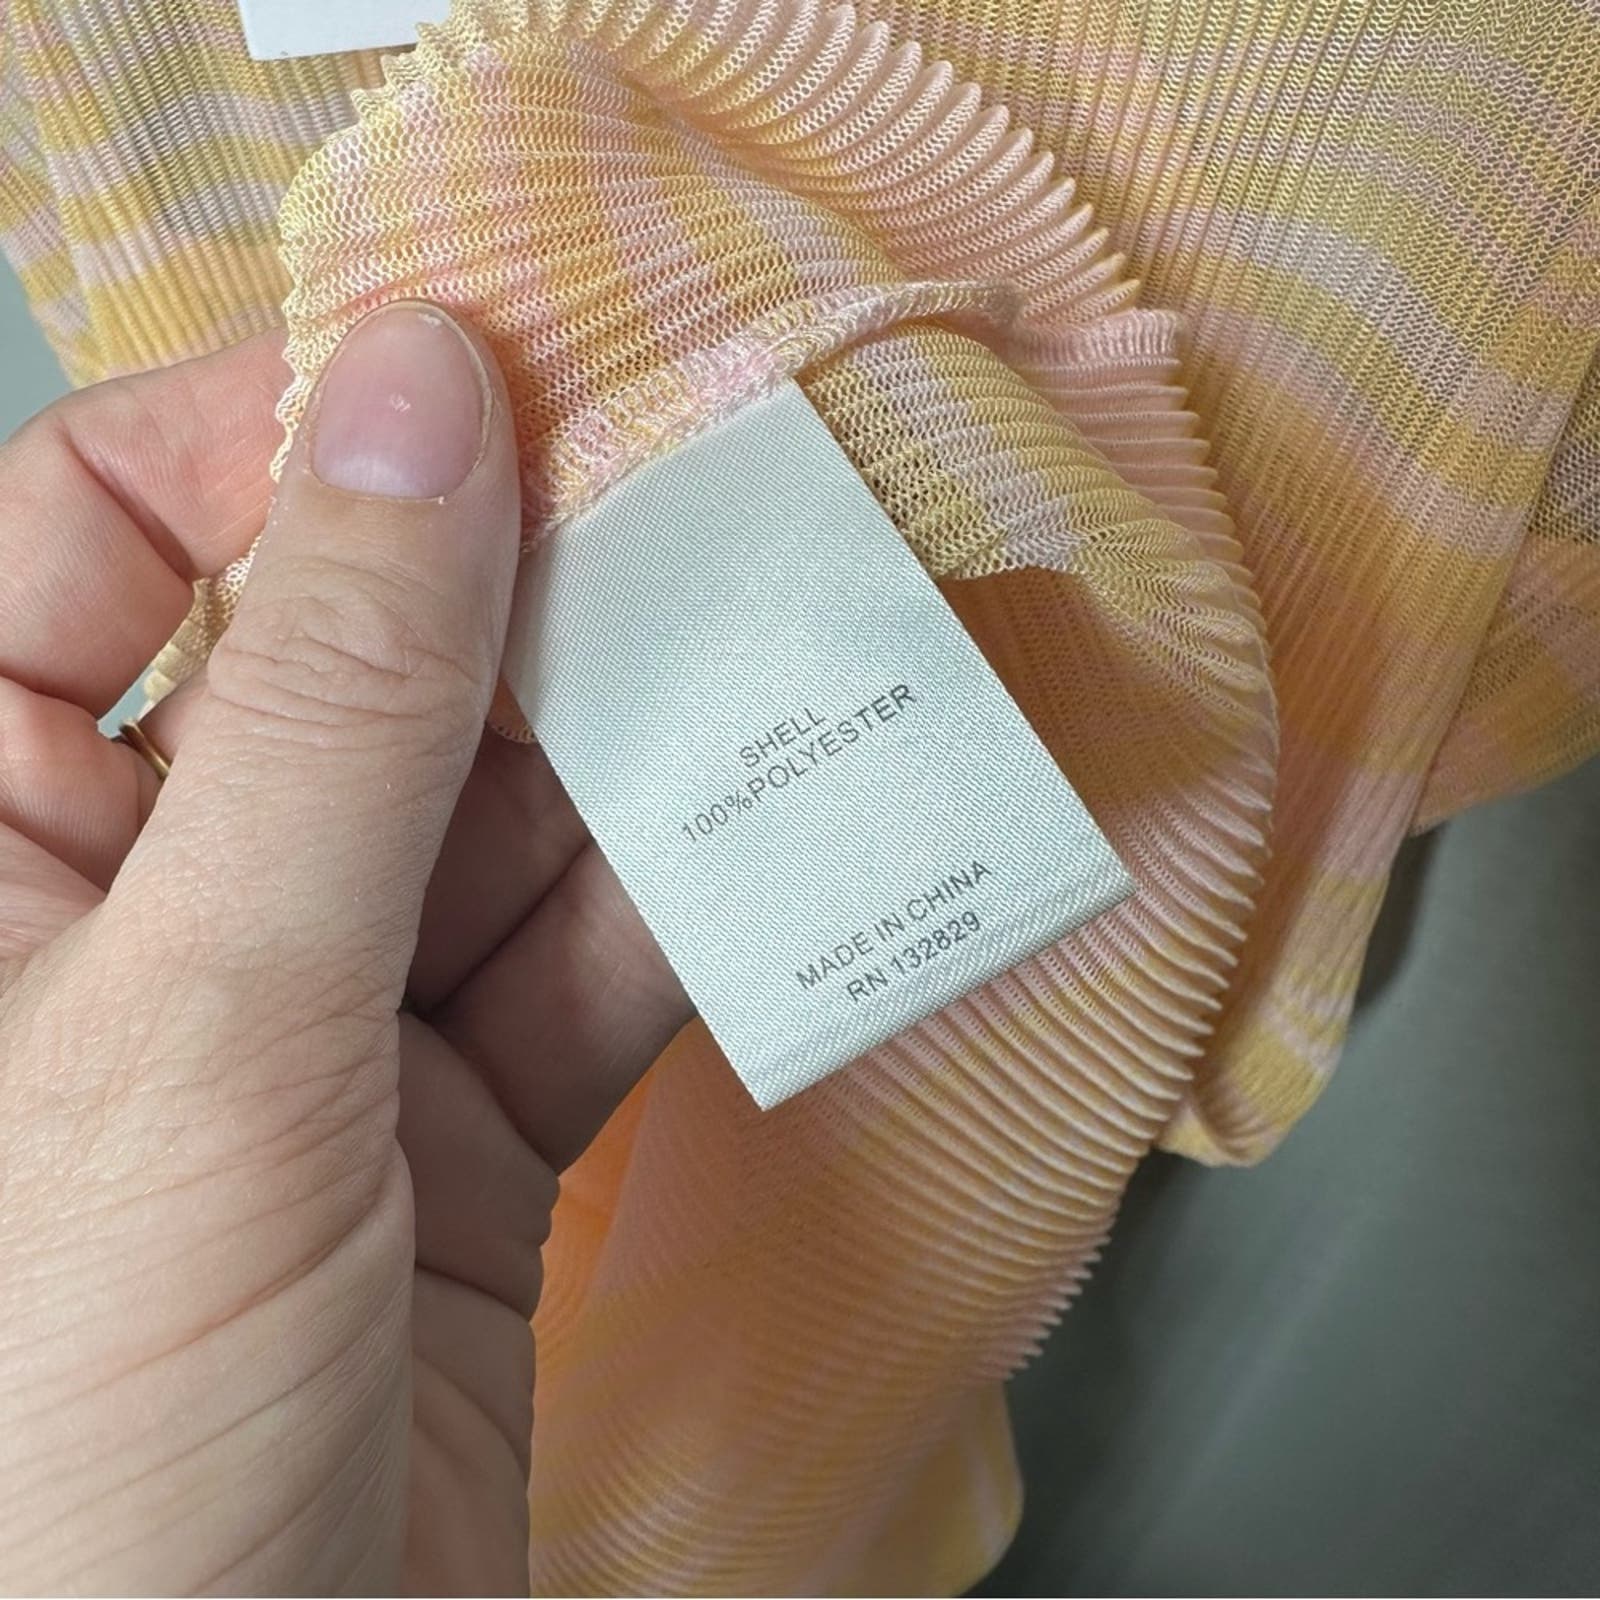 SHELL
100%POLYESTER
MADE IN CHINA
RN 132829